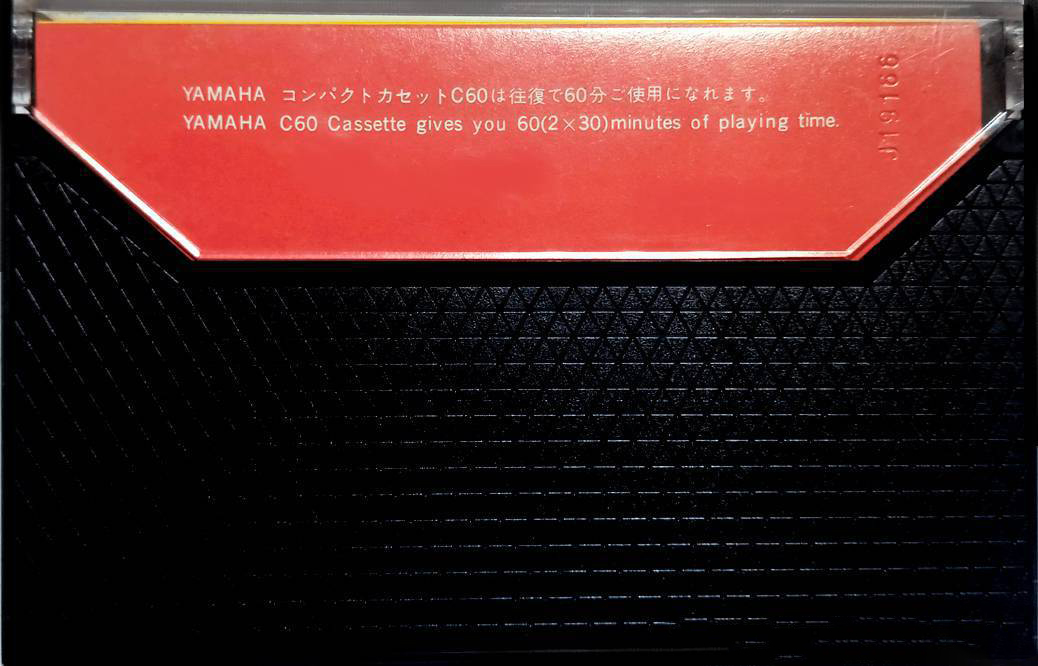 YAMAHA コンパクトカセットC60は往復で60分ご使用になれます。
YAMAHA C60 Cassette gives you 60(2×30)minutes of playing time.
J19166